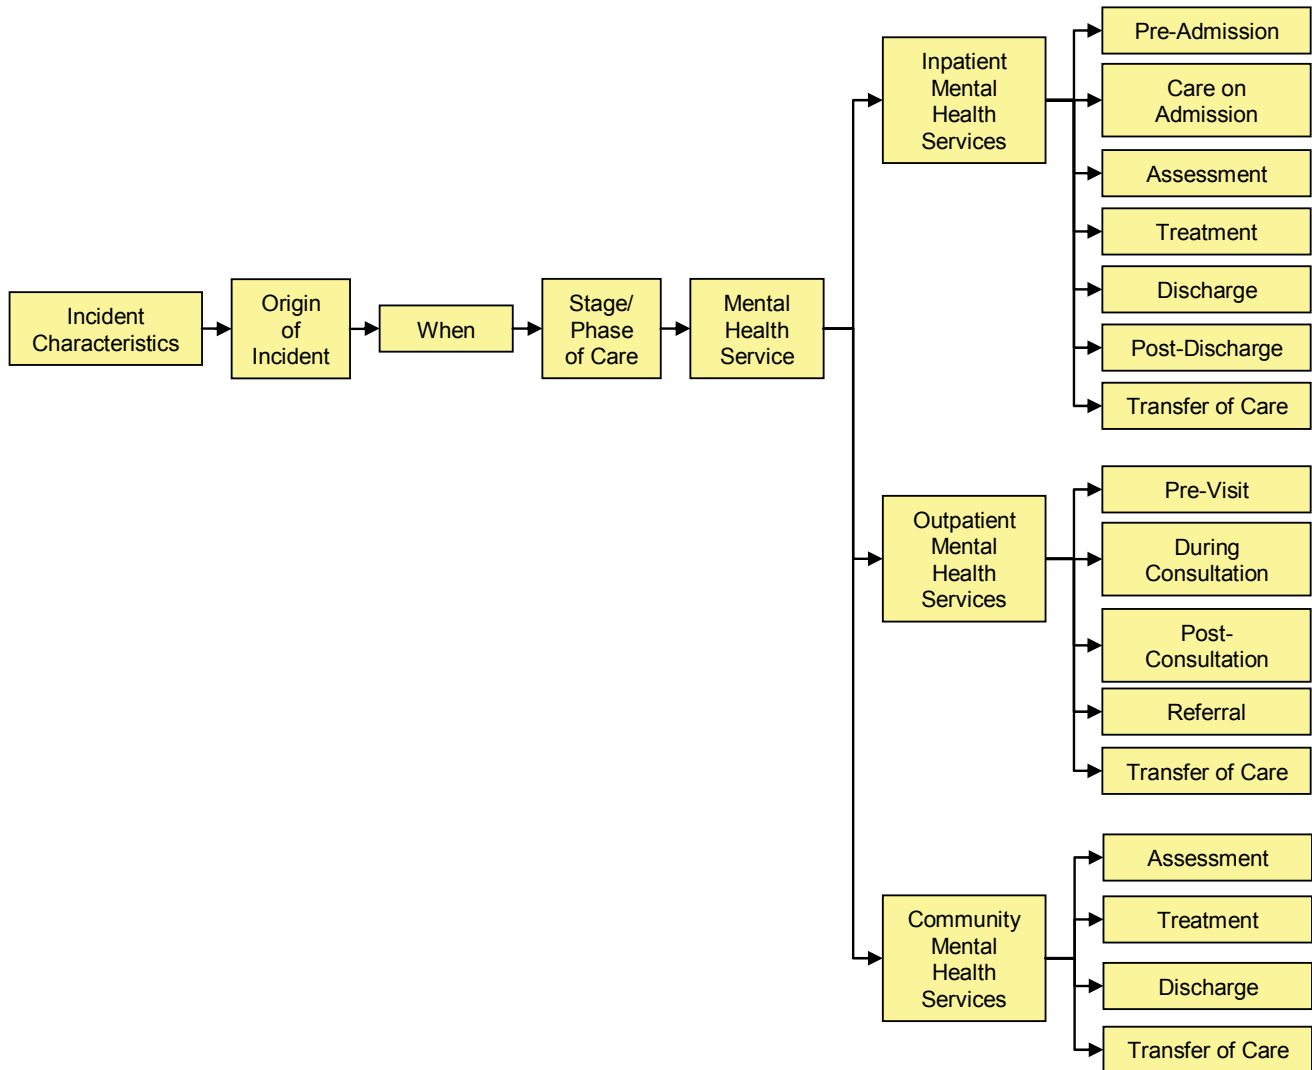 Incident
Characteristics
Origin
of
Incident
When
Stage/
Phase
of Care
Mental
Health
Service
Inpatient
Mental
Health
Services
Pre-Admission
Care on
Admission
Assessment
Treatment
Discharge
Post-Discharge
Transfer of Care
Outpatient
Mental
Health
Services
Pre-Visit
During
Consultation
Post-
Consultation
Referral
Transfer of Care
Community
Mental
Health
Services
Assessment
Treatment
Discharge
Transfer of Care